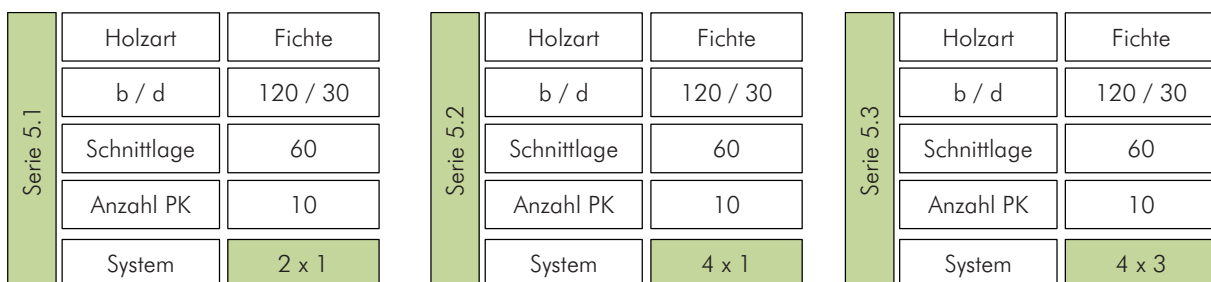 Serie 5.1
Holzart Fichte
b / d 120 / 30
Schnittlage 60
Anzahl PK 10
System 2 x 1
Serie 5.2
Holzart Fichte
b / d 120 / 30
Schnittlage 60
Anzahl PK 10
System 4 x 1
Serie 5.3
Holzart Fichte
b / d 120 / 30
Schnittlage 60
Anzahl PK 10
System 4 x 3